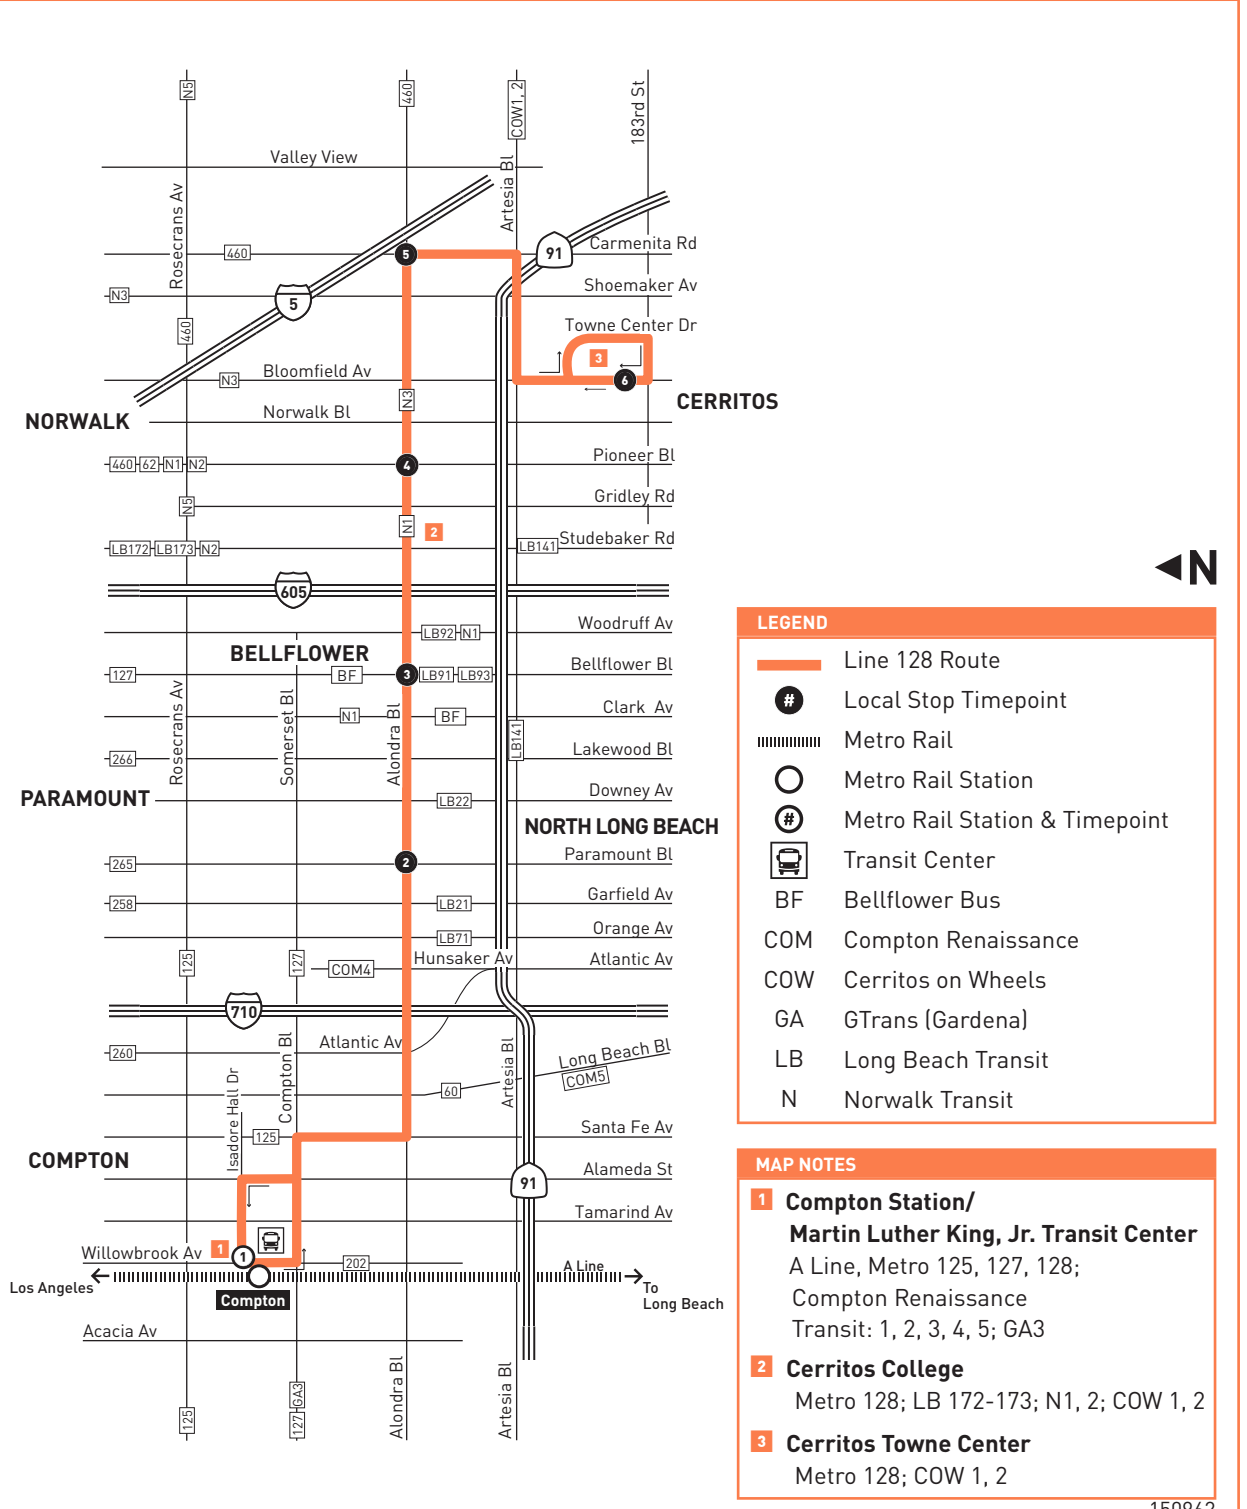 N5
460
COW1, 2
183rd St
Valley View
Rosecrans Av
Artesia Bl
460
5
91
Carmenita Rd
N3
5
Shoemaker Av
460
Towne Center Dr
3
N3
Bloomfield Av
6
N3
CERRITOS
NORWALK
Norwalk Bl
460 62 N1 N2
4
Pioneer Bl
N5
Gridley Rd
N1
2
LB172 LB173 N2
LB141
Studebaker Rd
605
LB92 N1
Woodruff Av
BELLFLOWER
127
BF
3
LB91 LB93
Bellflower Bl
Rosecrans Av
Somerset Bl
Alondra Bl
N1
BF
Clark Av
LB141
266
Lakewood Bl
PARAMOUNT
LB22
Downey Av
NORTH LONG BEACH
265
2
Paramount Bl
258
LB21
Garfield Av
LB71
Orange Av
125
127
COM4
Hunsaker Av
Atlantic Av
710
260
Atlantic Av
Compton Bl
Artesia Bl
Long Beach Bl
COM5
60
Isadore Hall Dr
125
Santa Fe Av
COMPTON
Alameda St
91
Tamarind Av
Willowbrook Av
1
1
202
A Line
Los Angeles
Compton
To
Long Beach
Acacia Av
125
127 GA3
Alondra Bl
Artesia Bl
N
LEGEND
Line 128 Route
# Local Stop Timepoint
Metro Rail
Metro Rail Station
# Metro Rail Station & Timepoint
Transit Center
BF Bellflower Bus
COM Compton Renaissance
COW Cerritos on Wheels
GA GTrans (Gardena)
LB Long Beach Transit
N Norwalk Transit
MAP NOTES
1 Compton Station/
Martin Luther King, Jr. Transit Center
A Line, Metro 125, 127, 128;
Compton Renaissance
Transit: 1, 2, 3, 4, 5; GA3
2 Cerritos College
Metro 128; LB 172-173; N1, 2; COW 1, 2
3 Cerritos Towne Center
Metro 128; COW 1, 2